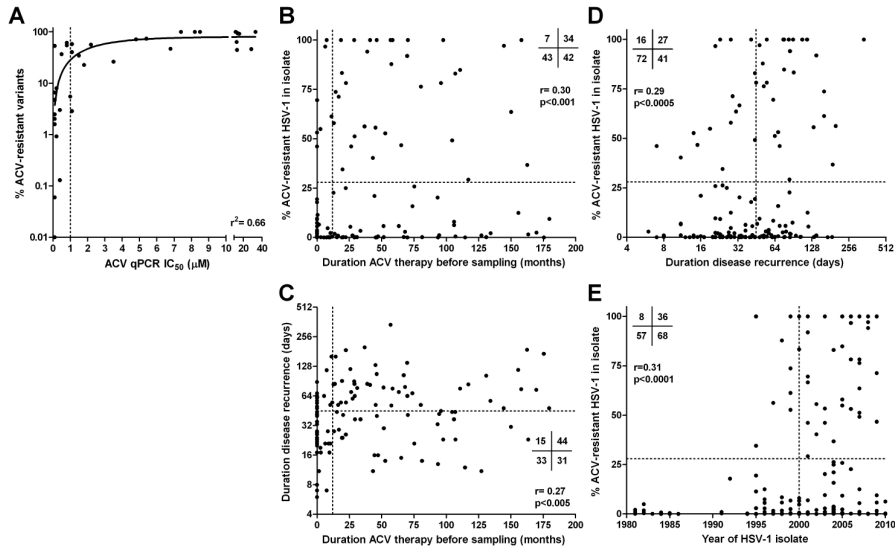 A
% ACV-resistant variants
100
10
1
0.1
0.01
0 1 2 3 4 5 6 7 8 9 10 20 30 40
r²= 0.66
ACV qPCR IC50 (µM)
B
% ACV-resistant HSV-1 in isolate
100
75
50
25
0
0 25 50 75 100 125 150 175 200
7 34
43 42
r= 0.30
p<0.001
Duration ACV therapy before sampling (months)
D
% ACV-resistant HSV-1 in isolate
100
75
50
25
0
4 8 16 32 64 128 256 512
16 27
72 41
r= 0.29
p<0.0005
Duration disease recurrence (days)
C
Duration disease recurrence (days)
512
256
128
64
32
16
8
4
0 25 50 75 100 125 150 175 200
15 44
33 31
r= 0.27
p<0.005
Duration ACV therapy before sampling (months)
E
% ACV-resistant HSV-1 in isolate
100
75
50
25
0
1980 1985 1990 1995 2000 2005 2010
8 36
57 68
r=0.31
p<0.0001
Year of HSV-1 isolate